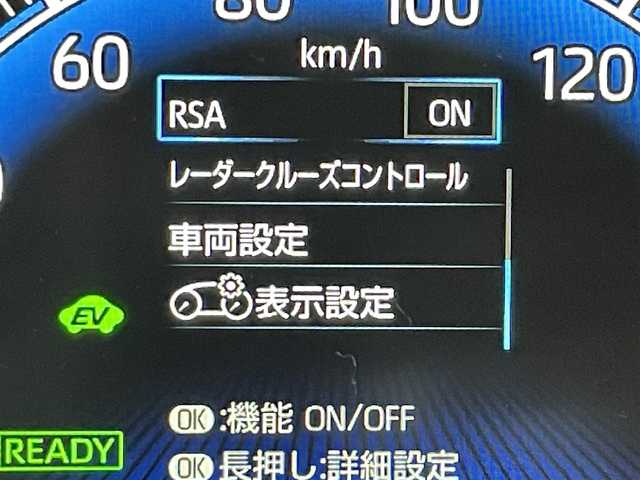 80 100
60 km/h 120
RSA ON
レーダークルーズコントロール
車両設定
表示設定
EV
OK:機能 ON/OFF
READY
OK長押し:詳細設定